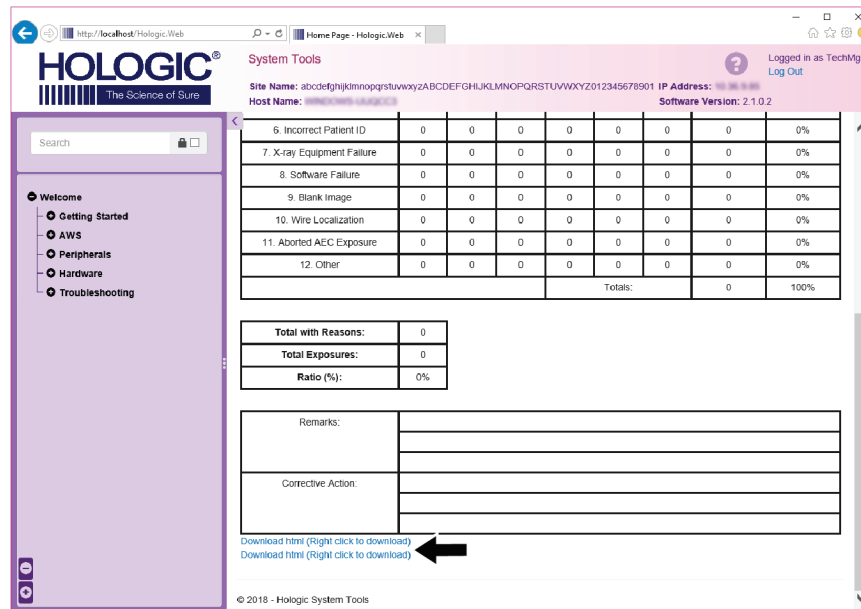 http://localhost/Hologic.Web
Home Page - Hologic.Web
HOLOGIC®
The Science of Sure
System Tools
Logged in as TechMg
Log Out
Site Name: abcdefghijklmnopqrstuvwxyzABCDEFGHIJKLMNOPQRSTUVWXYZ012345678901 IP Address:
Host Name:
Software Version: 2.1.0.2
Search
Welcome
Getting Started
AWS
Peripherals
Hardware
Troubleshooting
6. Incorrect Patient ID 0 0 0 0 0 0 0 0%
7. X-ray Equipment Failure 0 0 0 0 0 0 0 0%
8. Software Failure 0 0 0 0 0 0 0 0%
9. Blank Image 0 0 0 0 0 0 0 0%
10. Wire Localization 0 0 0 0 0 0 0 0%
11. Aborted AEC Exposure 0 0 0 0 0 0 0 0%
12. Other 0 0 0 0 0 0 0 0%
Totals: 0 100%
Total with Reasons: 0
Total Exposures: 0
Ratio (%): 0%
Remarks:
Corrective Action:
Download html (Right click to download)
Download html (Right click to download)
© 2018 - Hologic System Tools